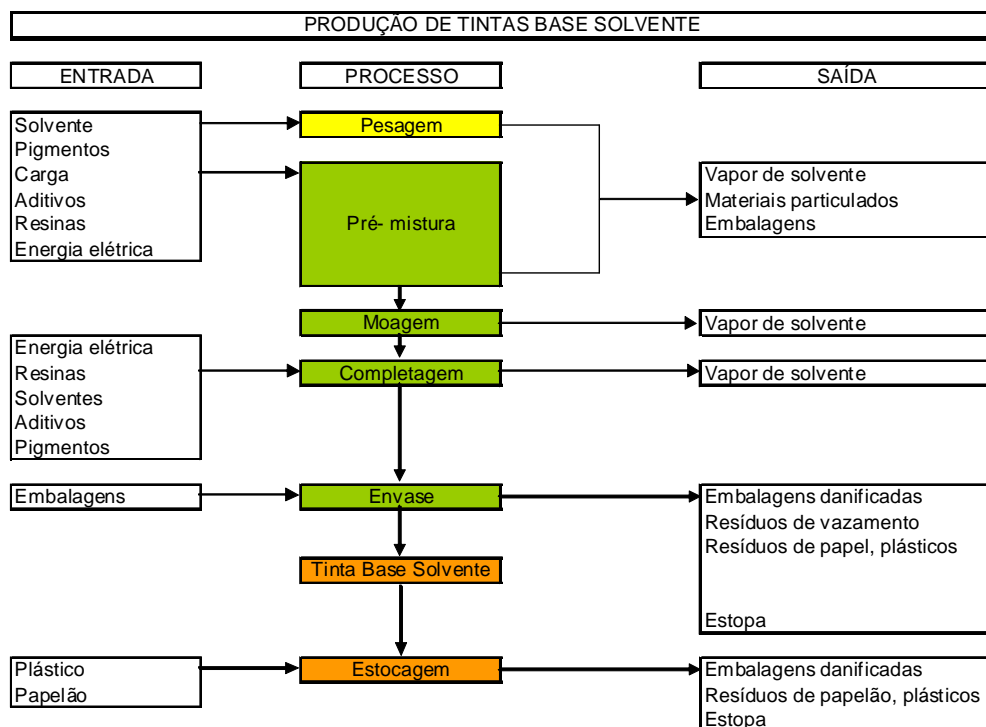 PRODUÇÃO DE TINTAS BASE SOLVENTE
ENTRADA
PROCESSO
SAÍDA
Solvente
Pigmentos
Carga
Aditivos
Resinas
Energia elétrica
Pesagem
Pré- mistura
Vapor de solvente
Materiais particulados
Embalagens
Moagem
Vapor de solvente
Energia elétrica
Resinas
Solventes
Aditivos
Pigmentos
Completagem
Vapor de solvente
Embalagens
Envase
Embalagens danificadas
Resíduos de vazamento
Resíduos de papel, plásticos
Estopa
Tinta Base Solvente
Plástico
Papelão
Estocagem
Embalagens danificadas
Resíduos de papelão, plásticos
Estopa